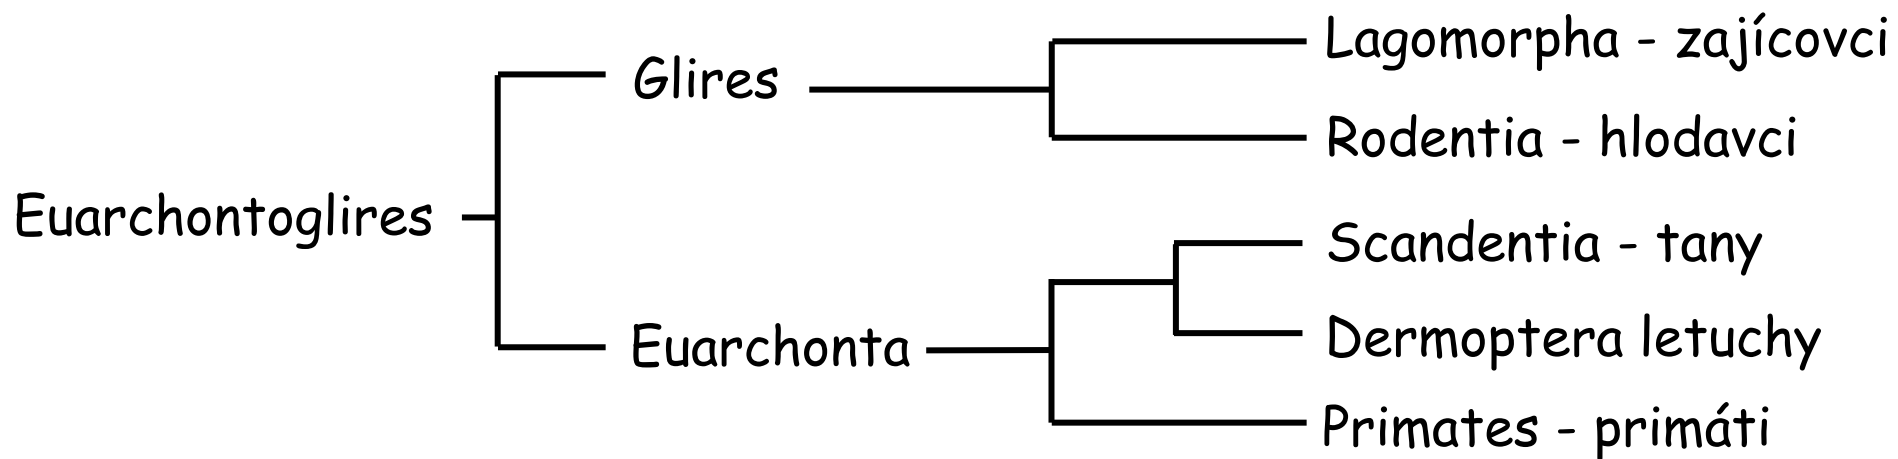 Lagomorpha - zajícovci
Glires
Rodentia - hlodavci
Euarchontoglires
Scandentia - tany
Euarchonta
Dermoptera letuchy
Primates - primáti